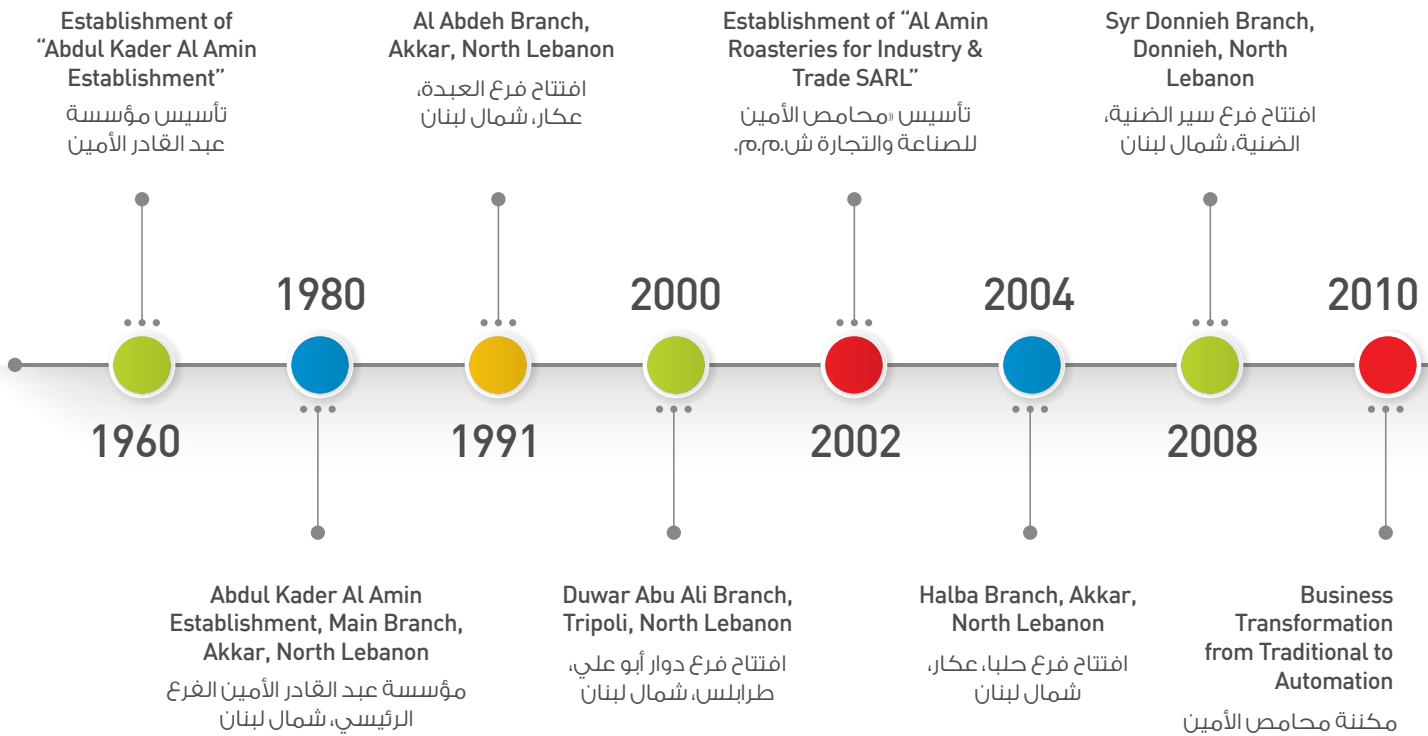 Establishment of
“Abdul Kader Al Amin
Establishment”
تأسيس مؤسسة
عبد القادر الأمين
1960
1980
Abdul Kader Al Amin
Establishment, Main Branch,
Akkar, North Lebanon
مؤسسة عبد القادر الأمين الفرع
الرئيسي، شمال لبنان
Al Abdeh Branch,
Akkar, North Lebanon
افتتاح فرع العبدة،
عكار، شمال لبنان
1991
2000
Duwar Abu Ali Branch,
Tripoli, North Lebanon
افتتاح فرع دوار أبو علي،
طرابلس، شمال لبنان
Establishment of “Al Amin
Roasteries for Industry &
Trade SARL”
تأسيس «محامص الأمين
للصناعة والتجارة ش.م.م.
2002
2004
Halba Branch, Akkar,
North Lebanon
افتتاح فرع حلبا، عكار،
شمال لبنان
Syr Donnieh Branch,
Donnieh, North
Lebanon
افتتاح فرع سير الضنية،
الضنية، شمال لبنان
2008
2010
Business
Transformation
from Traditional to
Automation
مكننة محامص الأمين